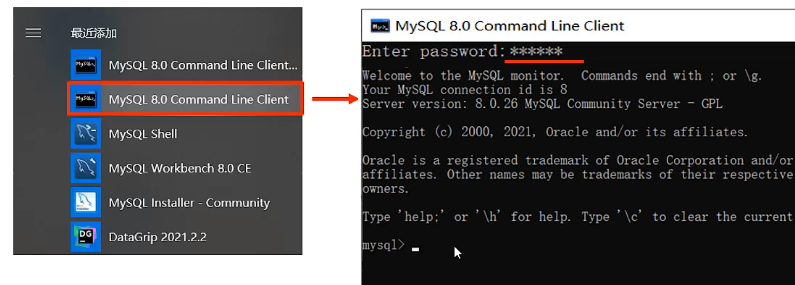 最近添加
MySQL 8.0 Command Line Client...
MySQL 8.0 Command Line Client
MySQL Shell
MySQL Workbench 8.0 CE
MySQL Installer - Community
DG
DataGrip 2021.2.2
MySQL 8.0 Command Line Client
Enter password: ******
Welcome to the MySQL monitor.  Commands end with ; or \g.
Your MySQL connection id is 8
Server version: 8.0.26 MySQL Community Server - GPL
Copyright (c) 2000, 2021, Oracle and/or its affiliates.
Oracle is a registered trademark of Oracle Corporation and/or
affiliates. Other names may be trademarks of their respective
owners.
Type 'help;' or '\h' for help. Type '\c' to clear the current
mysql>